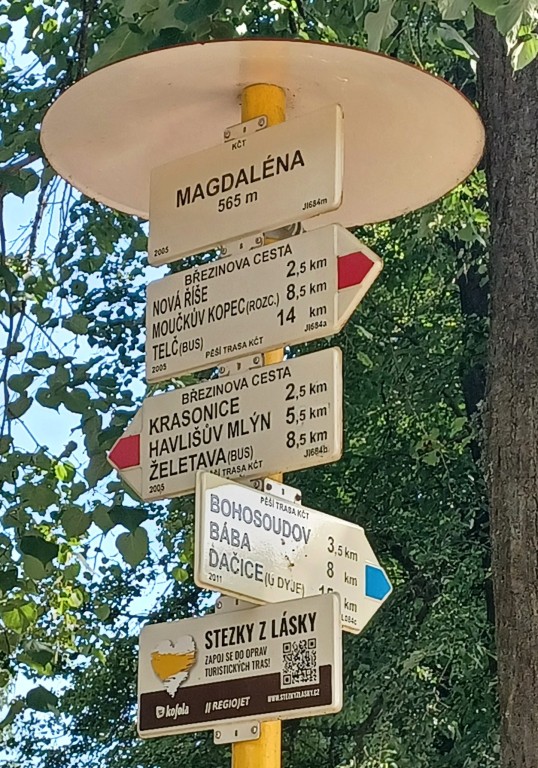 KČT
MAGDALÉNA
565 m
2005 JI684m
BŘEZINOVA CESTA
NOVÁ ŘÍŠE 2,5 km
MOUČKŮV KOPEC (ROZC.) 8,5 km
TELČ (BUS) 14 km
2005 PĚŠÍ TRASA KČT JI684a
BŘEZINOVA CESTA
KRASONICE 2,5 km
HAVLIŠŮV MLÝN 5,5 km
ŽELETAVA (BUS) 8,5 km
2005 PĚŠÍ TRASA KČT JI684b
PĚŠÍ TRASA KČT
BOHOSOUDOV 3,5 km
BÁBA 8 km
DAČICE (U DYJE) km
2011
STEZKY Z LÁSKY
ZAPOJ SE DO OPRAV
TURISTICKÝCH TRAS!
kofola // REGIOJET WWW.STEZKYZLASKY.CZ